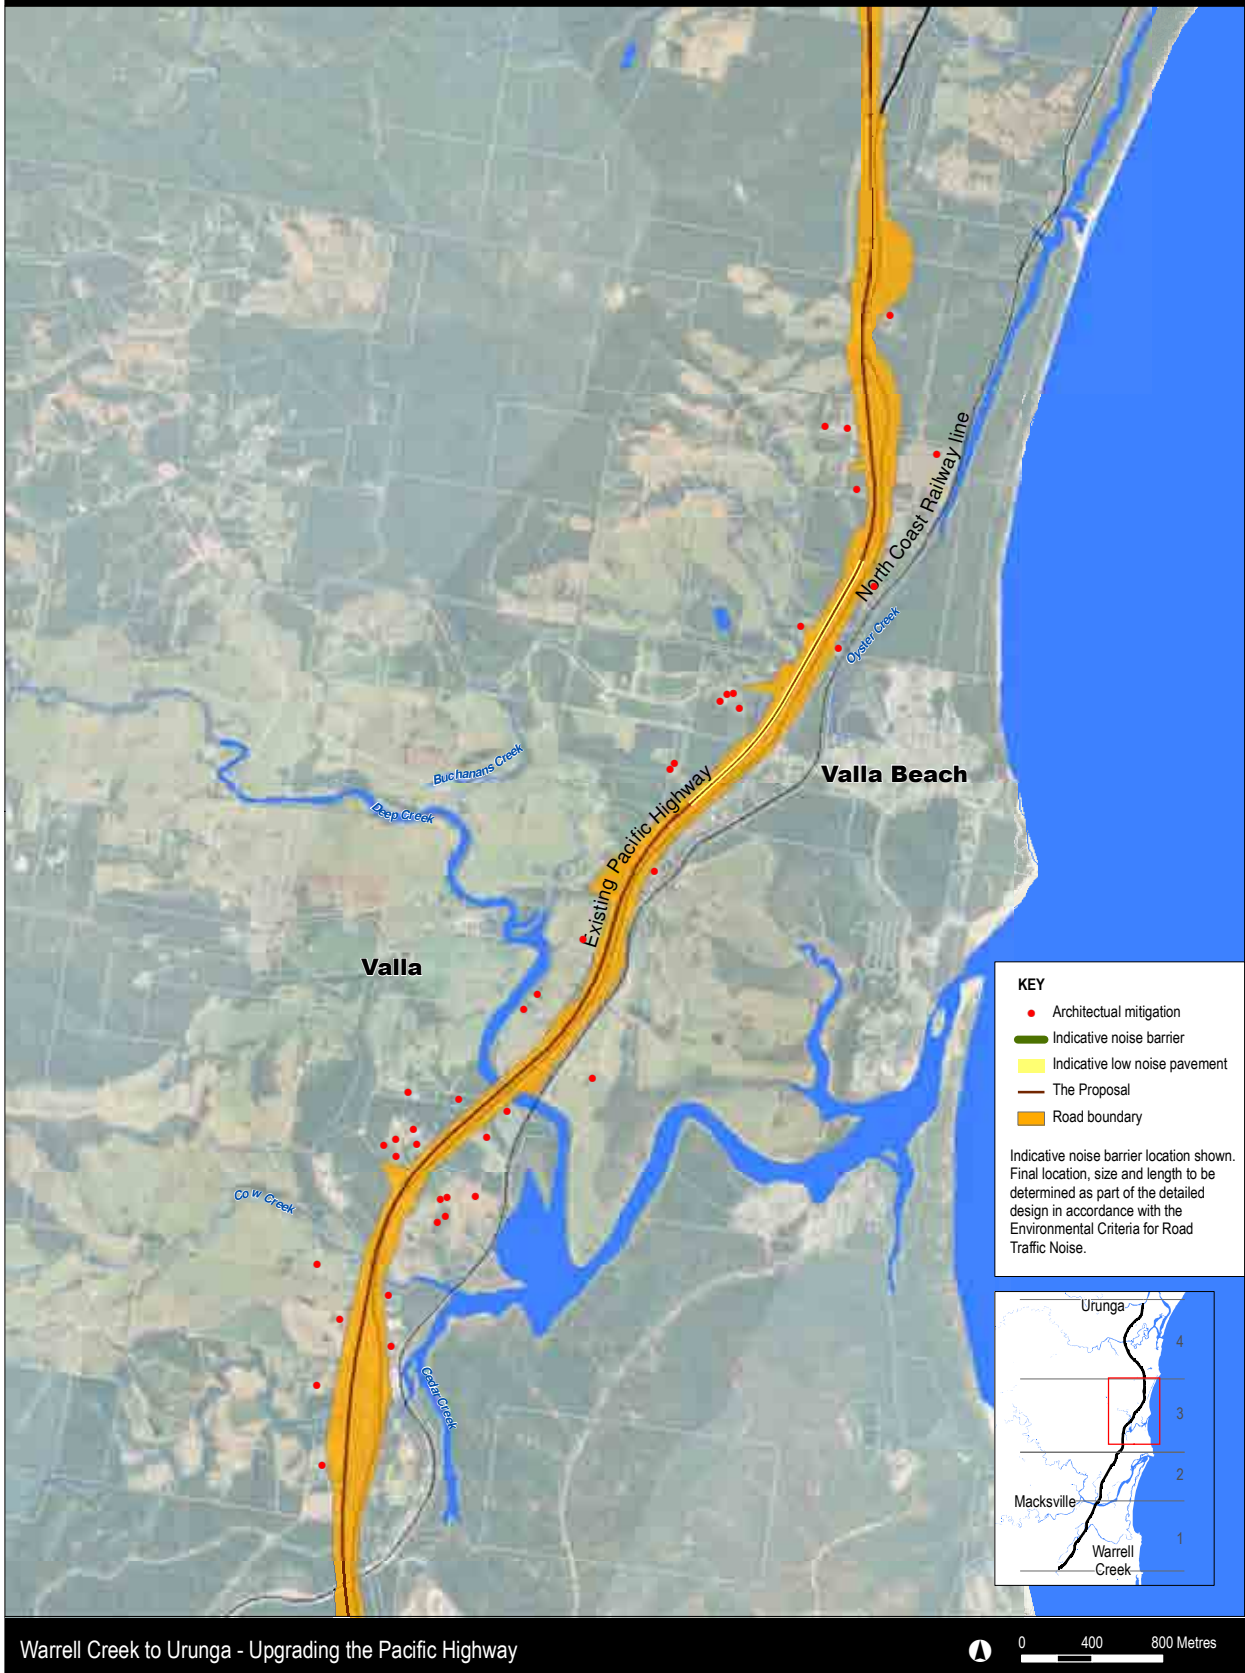 North Coast Railway line
Oyster Creek
Valla Beach
Buchanans Creek
Deep Creek
Existing Pacific Highway
Valla
Cow Creek
Cedar Creek
KEY
Architectual mitigation
Indicative noise barrier
Indicative low noise pavement
The Proposal
Road boundary
Indicative noise barrier location shown.
Final location, size and length to be
determined as part of the detailed
design in accordance with the
Environmental Criteria for Road
Traffic Noise.
Urunga
4
3
2
Macksville
1
Warrell
Creek
Warrell Creek to Urunga - Upgrading the Pacific Highway
0 400 800 Metres